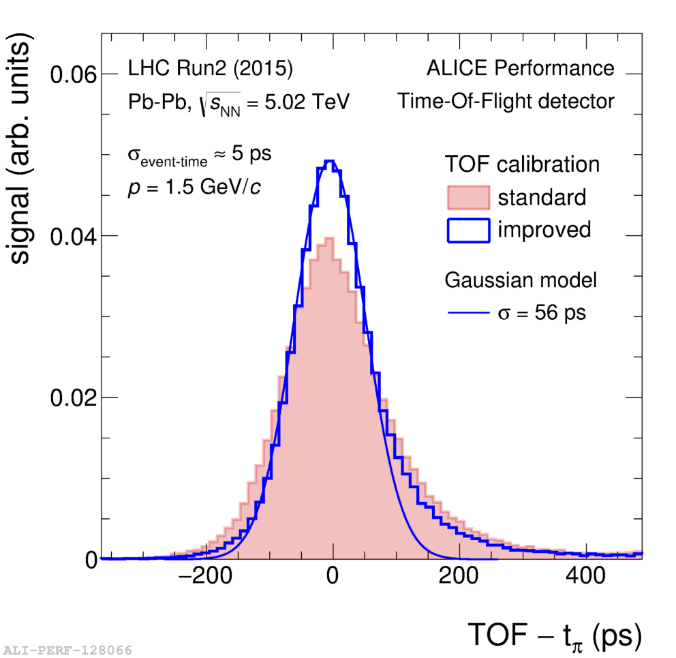 signal (arb. units)
0.06
0.04
0.02
0
LHC Run2 (2015)
Pb-Pb, √sNN = 5.02 TeV
σevent-time ≈ 5 ps
p = 1.5 GeV/c
ALICE Performance
Time-Of-Flight detector
TOF calibration
standard
improved
Gaussian model
σ = 56 ps
−200 0 200 400
TOF − tπ (ps)
ALI-PERF-128066